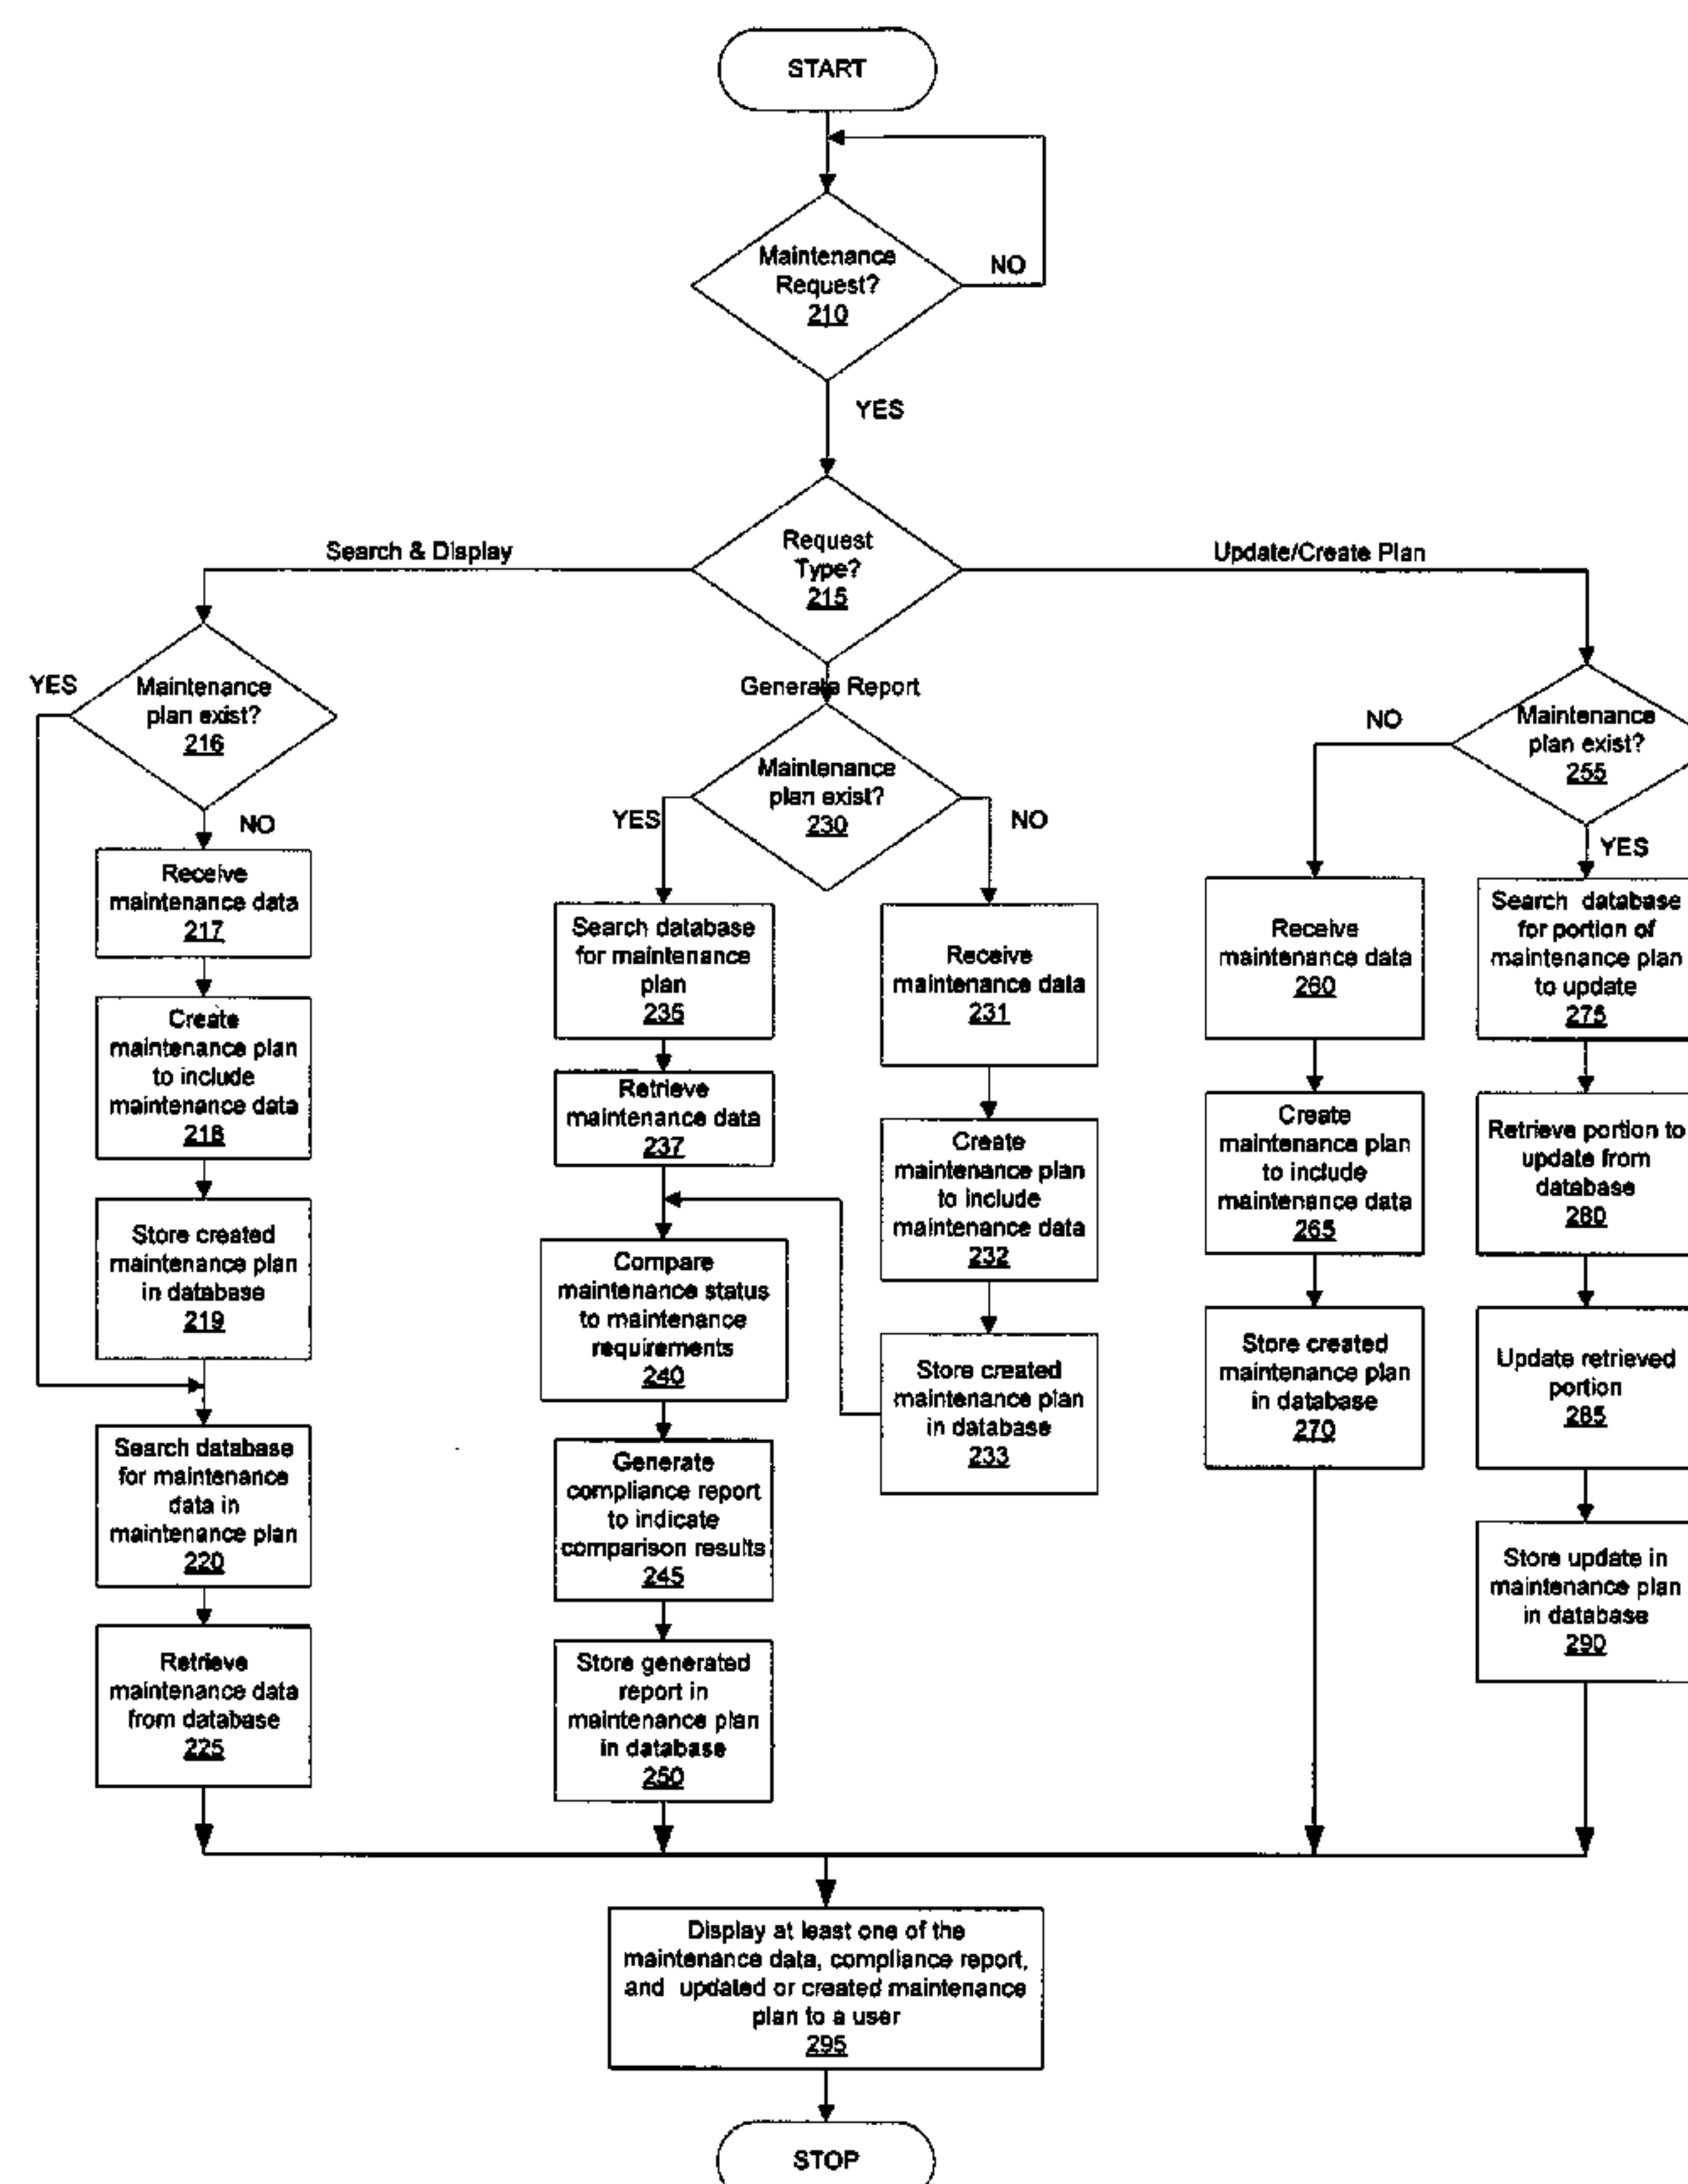 START
Maintenance
Request?
210
NO
YES
Request
Type?
215
Search & Display
Update/Create Plan
Generate Report
YES
Maintenance
plan exist?
216
NO
Receive
maintenance data
217
Create
maintenance plan
to include
maintenance data
218
Store created
maintenance plan
in database
219
Search database
for maintenance
data in
maintenance plan
220
Retrieve
maintenance data
from database
225
Maintenance
plan exist?
230
YES
NO
Search database
for maintenance
plan
235
Retrieve
maintenance data
237
Compare
maintenance status
to maintenance
requirements
240
Generate
compliance report
to indicate
comparison results
245
Store generated
report in
maintenance plan
in database
250
Receive
maintenance data
231
Create
maintenance plan
to include
maintenance data
232
Store created
maintenance plan
in database
233
Maintenance
plan exist?
255
NO
YES
Receive
maintenance data
260
Create
maintenance plan
to include
maintenance data
265
Store created
maintenance plan
in database
270
Search database
for portion of
maintenance plan
to update
275
Retrieve portion to
update from
database
280
Update retrieved
portion
285
Store update in
maintenance plan
in database
290
Display at least one of the
maintenance data, compliance report,
and updated or created maintenance
plan to a user
295
STOP